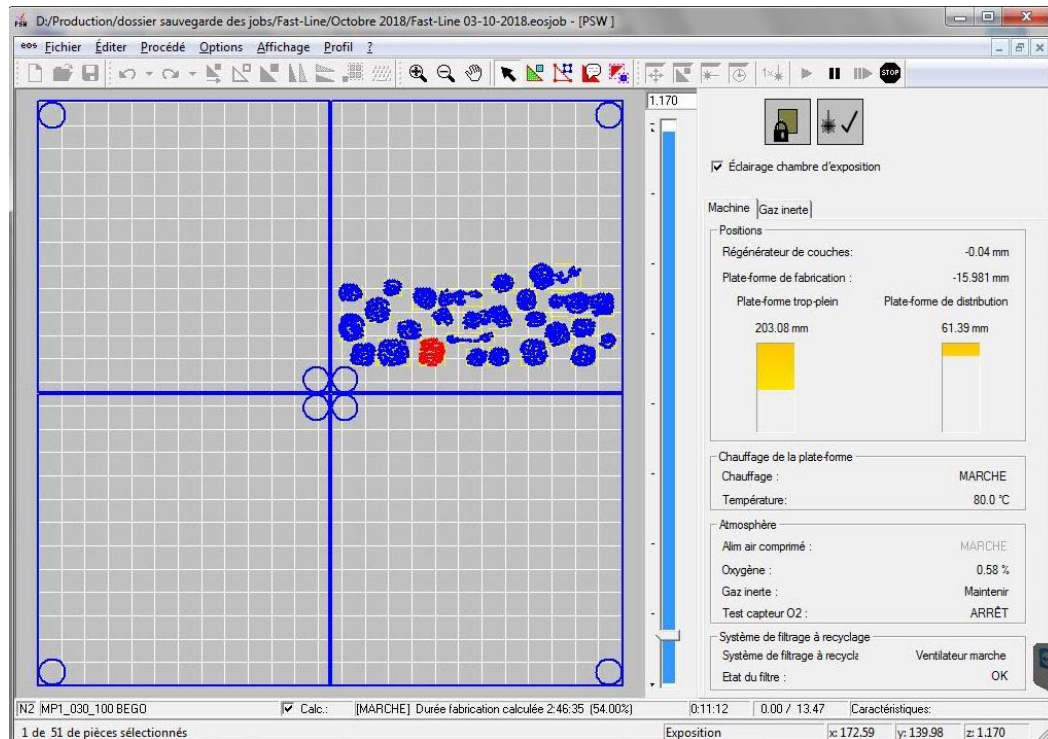 PSW D:/Production/dossier sauvegarde des jobs/Fast-Line/Octobre 2018/Fast-Line 03-10-2018.eosjob - [PSW ]
eos Fichier Éditer Procédé Options Affichage Profil ?
1x STOP
1.170
Éclairage chambre d'exposition
Machine Gaz inerte
Positions
Régénérateur de couches: -0.04 mm
Plate-forme de fabrication : -15.981 mm
Plate-forme trop-plein Plate-forme de distribution
203.08 mm 61.39 mm
Chauffage de la plate-forme
Chauffage : MARCHE
Température: 80.0 °C
Atmosphère
Alim air comprimé : MARCHE
Oxygène : 0.58 %
Gaz inerte : Maintenir
Test capteur O2 : ARRÊT
Système de filtrage à recyclage
Système de filtrage à recycla Ventilateur marche
Etat du filtre : OK
N2 MP1_030_100 BEGO Calc.: [MARCHE] Durée fabrication calculée 2:46:35 (54.00%) 0:11:12 0.00 / 13.47 Caractéristiques:
1 de 51 de pièces sélectionnés Exposition x: 172.59 y: 139.98 z: 1.170